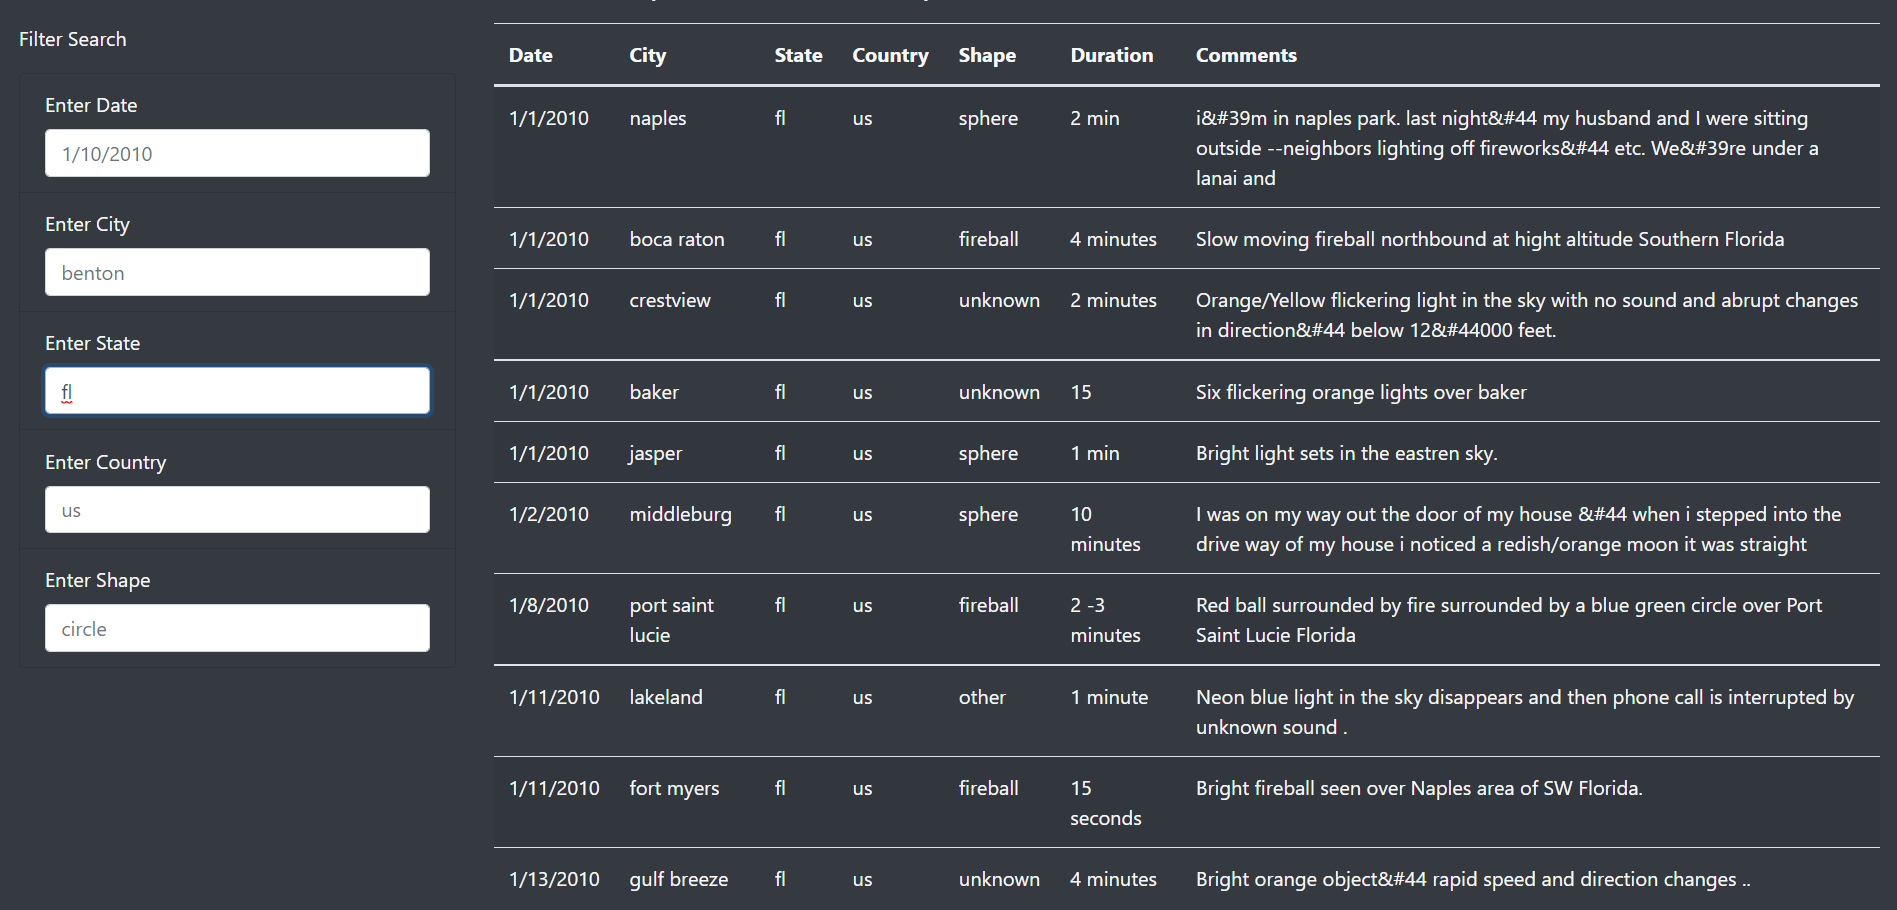 Filter Search
Enter Date
1/10/2010
Enter City
benton
Enter State
fl
Enter Country
us
Enter Shape
circle
Date City State Country Shape Duration Comments
1/1/2010 naples fl us sphere 2 min i&#39m in naples park. last night&#44 my husband and I were sitting
outside --neighbors lighting off fireworks&#44 etc. We&#39re under a
lanai and
1/1/2010 boca raton fl us fireball 4 minutes Slow moving fireball northbound at hight altitude Southern Florida
1/1/2010 crestview fl us unknown 2 minutes Orange/Yellow flickering light in the sky with no sound and abrupt changes
in direction&#44 below 12&#44000 feet.
1/1/2010 baker fl us unknown 15 Six flickering orange lights over baker
1/1/2010 jasper fl us sphere 1 min Bright light sets in the eastren sky.
1/2/2010 middleburg fl us sphere 10 I was on my way out the door of my house &#44 when i stepped into the
minutes drive way of my house i noticed a redish/orange moon it was straight
1/8/2010 port saint fl us fireball 2 -3 Red ball surrounded by fire surrounded by a blue green circle over Port
lucie minutes Saint Lucie Florida
1/11/2010 lakeland fl us other 1 minute Neon blue light in the sky disappears and then phone call is interrupted by
unknown sound .
1/11/2010 fort myers fl us fireball 15 Bright fireball seen over Naples area of SW Florida.
seconds
1/13/2010 gulf breeze fl us unknown 4 minutes Bright orange object&#44 rapid speed and direction changes ..